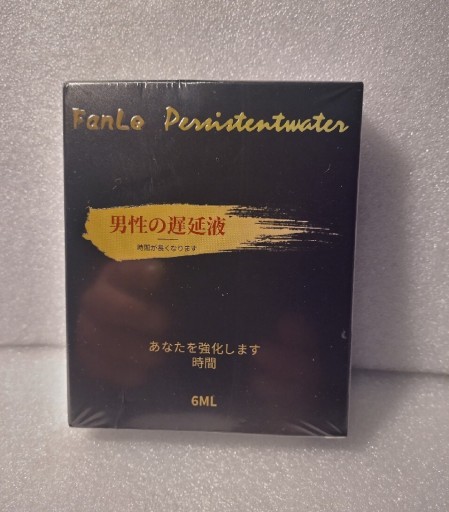 FanLe Persistentwater
男性の遅延液
時間が長くなります
あなたを強化します
時間
6ML